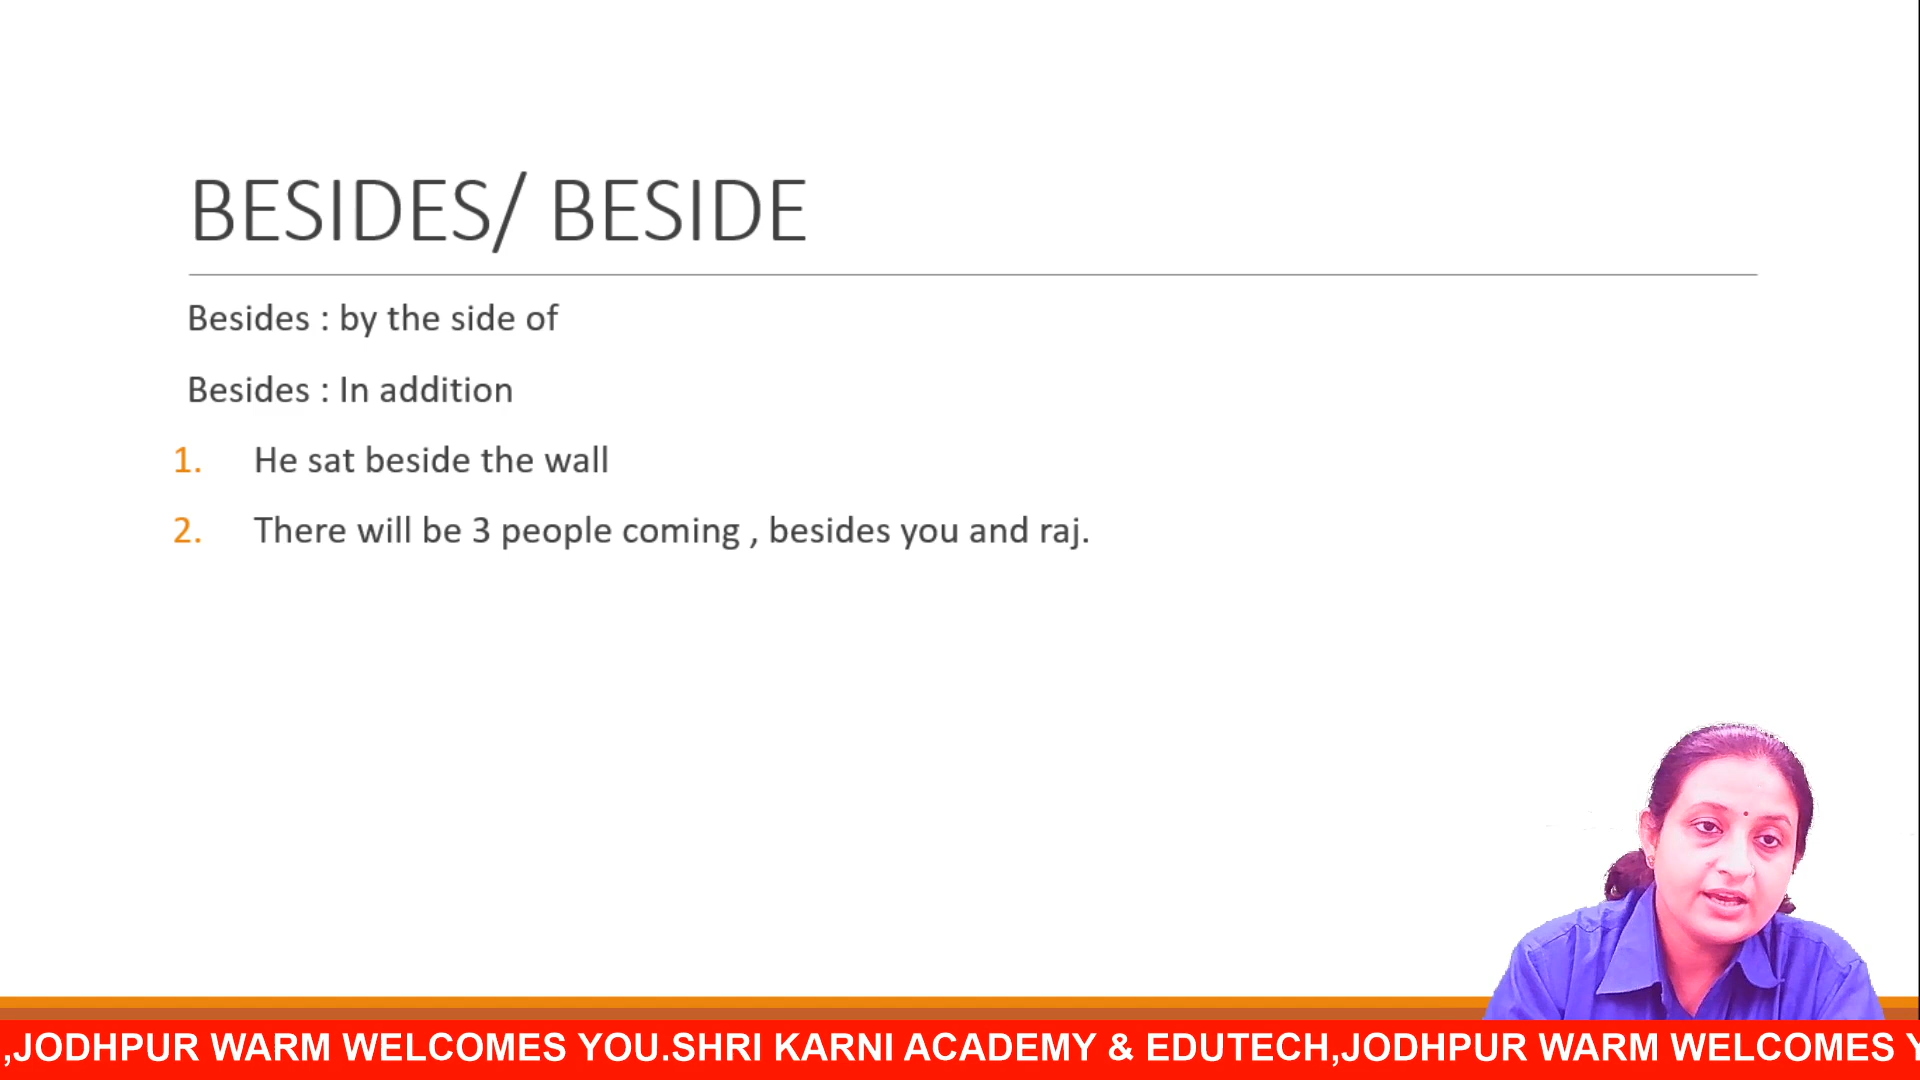 BESIDES/ BESIDE
Besides : by the side of
Besides : In addition
1. He sat beside the wall
2. There will be 3 people coming , besides you and raj.
,JODHPUR WARM WELCOMES YOU.SHRI KARNI ACADEMY & EDUTECH,JODHPUR WARM WELCOMES